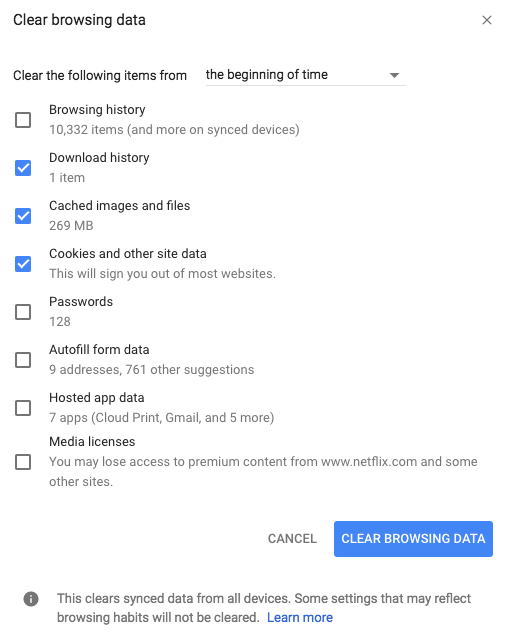 Clear browsing data
Clear the following items from the beginning of time
Browsing history
10,332 items (and more on synced devices)
Download history
1 item
Cached images and files
269 MB
Cookies and other site data
This will sign you out of most websites.
Passwords
128
Autofill form data
9 addresses, 761 other suggestions
Hosted app data
7 apps (Cloud Print, Gmail, and 5 more)
Media licenses
You may lose access to premium content from www.netflix.com and some
other sites.
CANCEL CLEAR BROWSING DATA
This clears synced data from all devices. Some settings that may reflect
browsing habits will not be cleared. Learn more